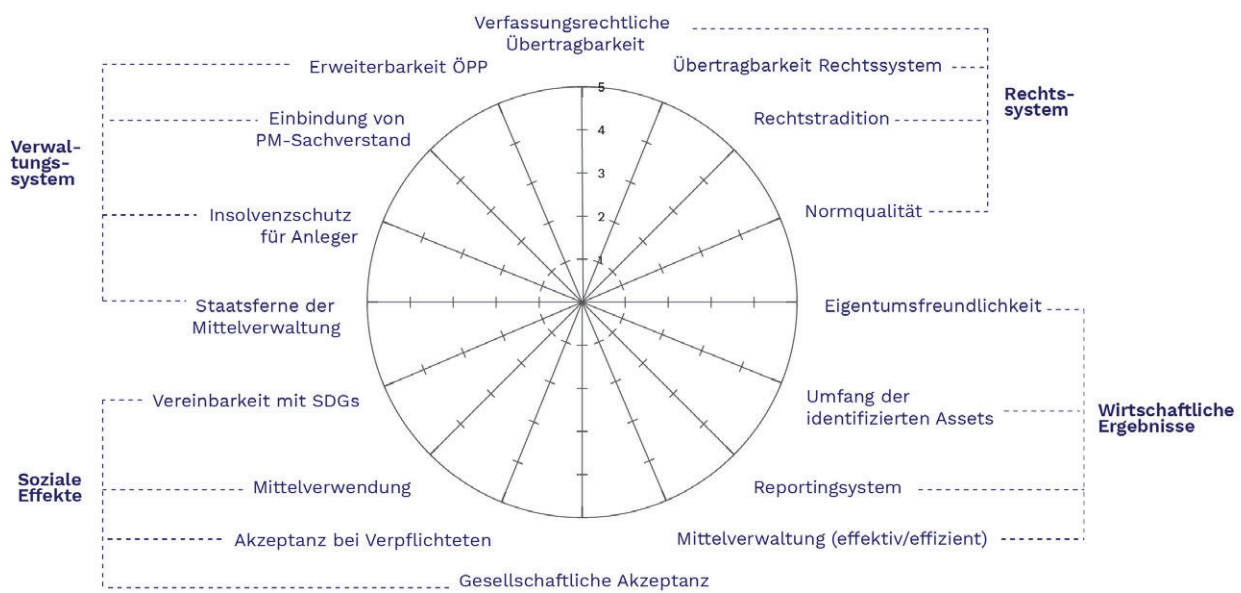 Verfassungsrechtliche
Übertragbarkeit
Erweiterbarkeit ÖPP
Übertragbarkeit Rechtssystem
Einbindung von
PM-Sachverstand
Rechtstradition
Rechts-
system
Verwal-
tungs-
system
Insolvenzschutz
für Anleger
Normqualität
Staatsferne der
Mittelverwaltung
Eigentumsfreundlichkeit
5
4
3
2
1
Vereinbarkeit mit SDGs
Umfang der
identifizierten Assets
Wirtschaftliche
Ergebnisse
Soziale
Effekte
Mittelverwendung
Reportingsystem
Akzeptanz bei Verpflichteten
Mittelverwaltung (effektiv/effizient)
Gesellschaftliche Akzeptanz